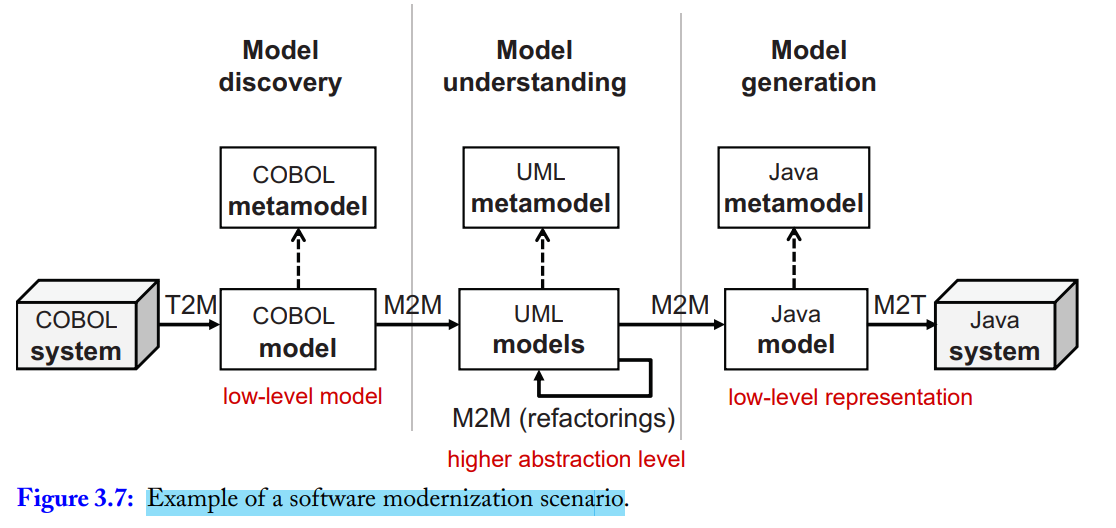 Model
discovery
Model
understanding
Model
generation
COBOL
metamodel
UML
metamodel
Java
metamodel
COBOL
system
T2M
COBOL
model
M2M
UML
models
M2M
Java
model
M2T
Java
system
low-level model
M2M (refactorings)
higher abstraction level
low-level representation
Figure 3.7: Example of a software modernization scenario.